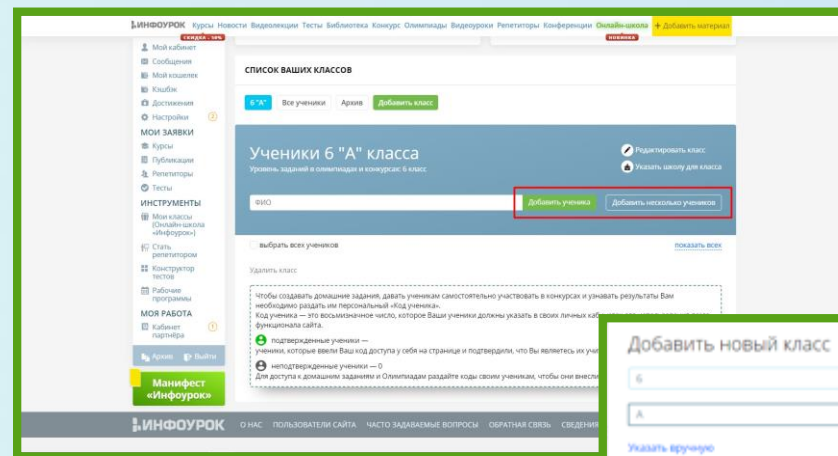 ИНФОУРОК Курсы Новости Видеолекции Тесты Библиотека Конкурс Олимпиады Видеоуроки Репетиторы Конференции Онлайн-школа + Добавить материал
СКИДКА - 50%
НОВИНКА
Мой кабинет
Сообщения
Мой кошелек
Кэшбэк
Достижения
Настройки 2
МОИ ЗАЯВКИ
Курсы
Публикации
Репетиторы
Тесты
ИНСТРУМЕНТЫ
Мои классы
(Онлайн-школа
«Инфоурок»)
Стать
репетитором
Конструктор
тестов
Рабочие
программы
МОЯ РАБОТА
Кабинет
партнёра 1
Архив Выйти
Манифест
«Инфоурок»
СПИСОК ВАШИХ КЛАССОВ
6 "А" Все ученики Архив Добавить класс
Ученики 6 "А" класса
Уровень заданий в олимпиадах и конкурсах: 6 класс
Редактировать класс
Указать школу для класса
ФИО Добавить ученика Добавить несколько учеников
выбрать всех учеников показать всех
Удалить класс
Чтобы создавать домашние задания, давать ученикам самостоятельно участвовать в конкурсах и узнавать результаты Вам
необходимо раздать им персональный «Код ученика».
Код ученика — это восьмизначное число, которое Ваши ученики должны указать в своих личных
функционала сайта.
подтвержденные ученики —
ученики, которые ввели Ваш код доступа у себя на странице и подтвердили, что Вы являетесь их
неподтвержденные ученики — 0
Для доступа к домашним заданиям и Олимпиадам раздайте коды своим ученикам, чтобы они
ИНФОУРОК О НАС ПОЛЬЗОВАТЕЛИ САЙТА ЧАСТО ЗАДАВАЕМЫЕ ВОПРОСЫ ОБРАТНАЯ СВЯЗЬ СВЕДЕНИЯ
Добавить новый класс
6
А
Указать вручную